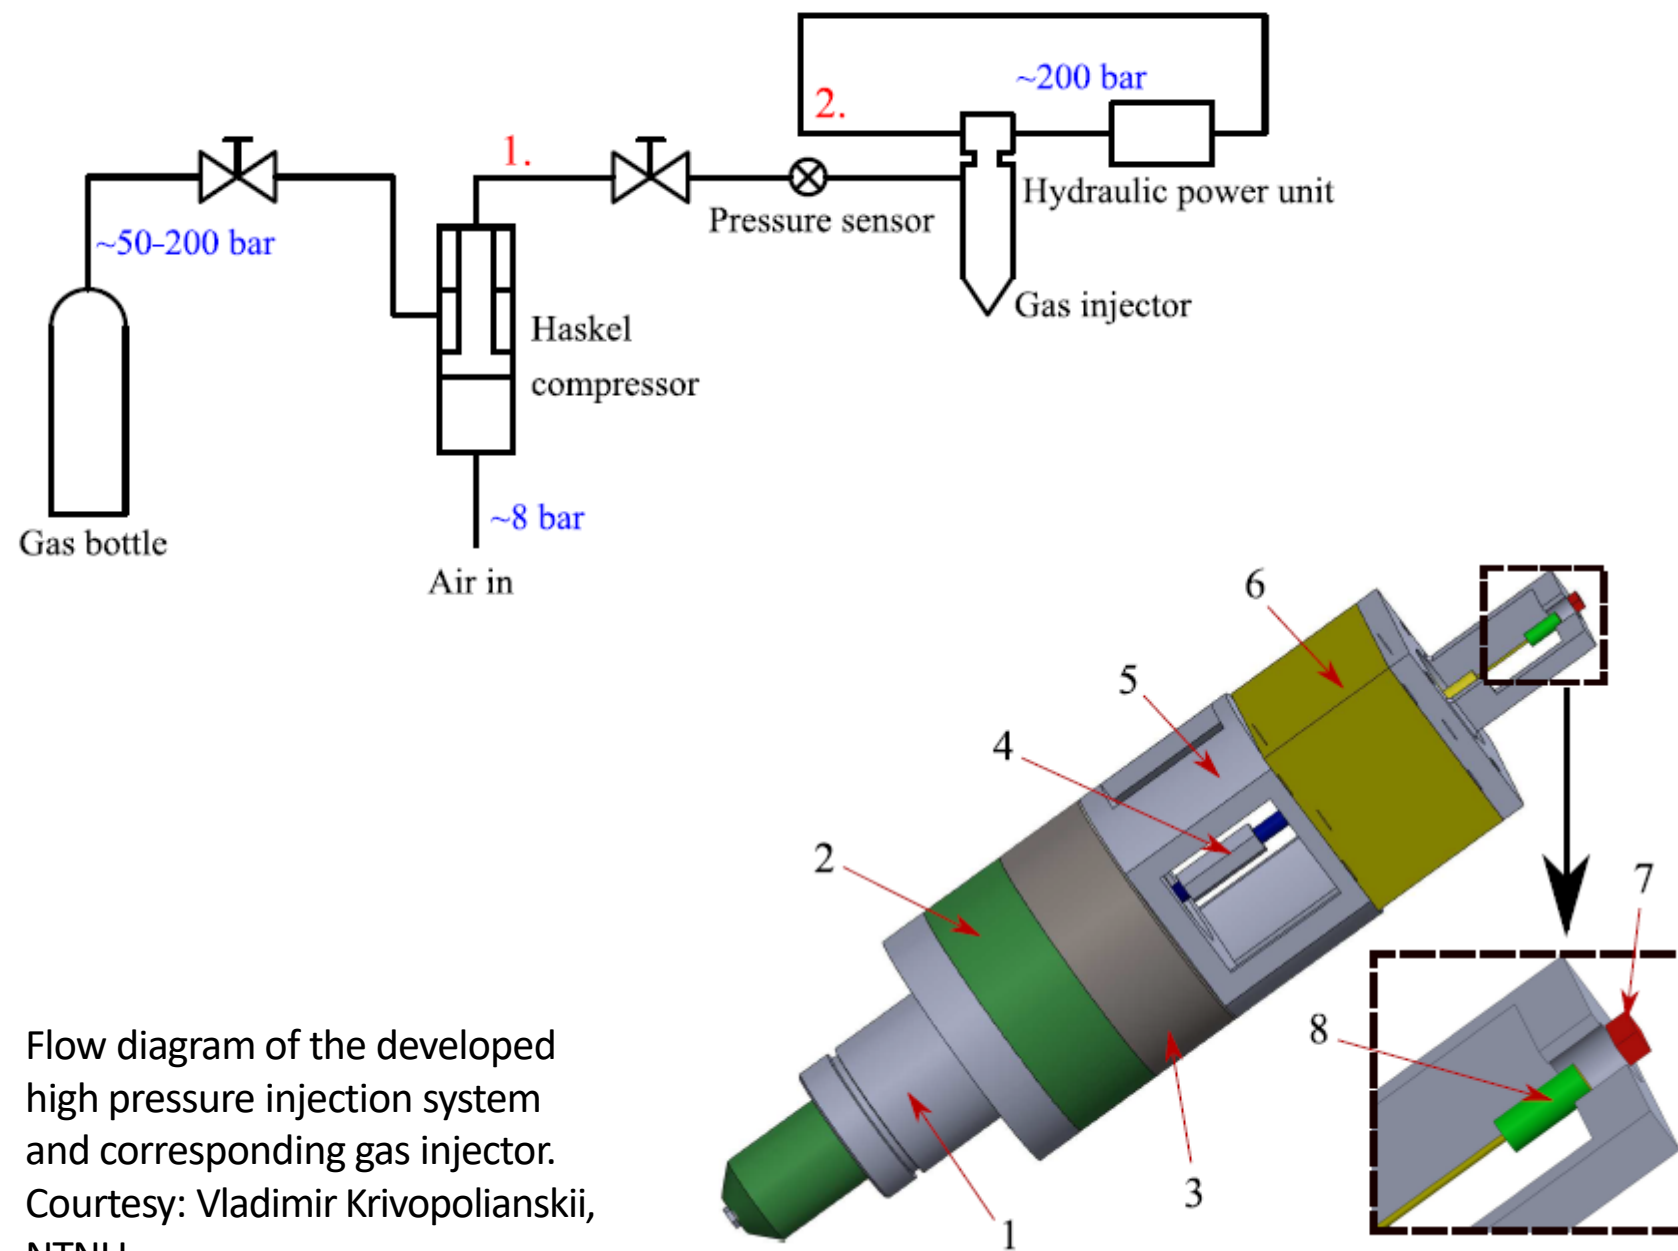 ~200 bar
2.
1.
Hydraulic power unit
Pressure sensor
~50-200 bar
Gas injector
Haskel
compressor
~8 bar
Gas bottle
Air in
6
5
4
2
7
8
3
1
Flow diagram of the developed
high pressure injection system
and corresponding gas injector.
Courtesy: Vladimir Krivopolianskii,